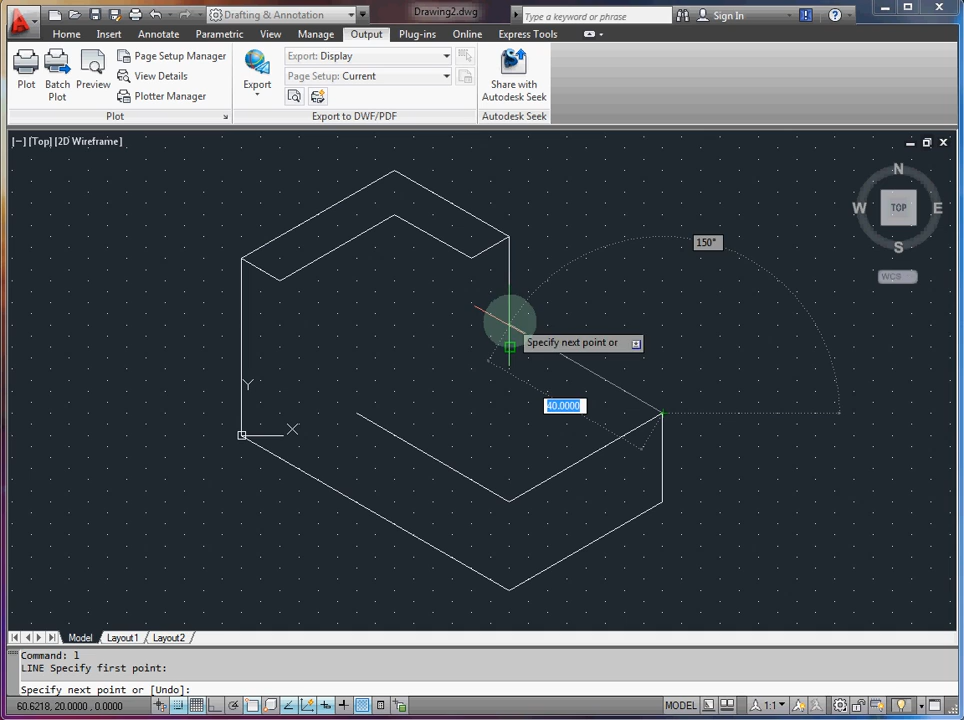 Drafting & Annotation
Drawing2.dwg
Type a keyword or phrase
Sign In
Home Insert Annotate Parametric View Manage Output Plug-ins Online Express Tools
Plot
Batch Plot
Preview
Page Setup Manager
View Details
Plotter Manager
Export
Export: Display
Page Setup: Current
Share with
Autodesk Seek
Plot
Export to DWF/PDF
Autodesk Seek
[−] [Top] [2D Wireframe]
N
W TOP E
S
WCS
150°
Specify next point or
40.0000
Y
X
Model Layout1 Layout2
Command: l
LINE Specify first point:
Specify next point or [Undo]:
60.6218, 20.0000 , 0.0000
MODEL
1:1